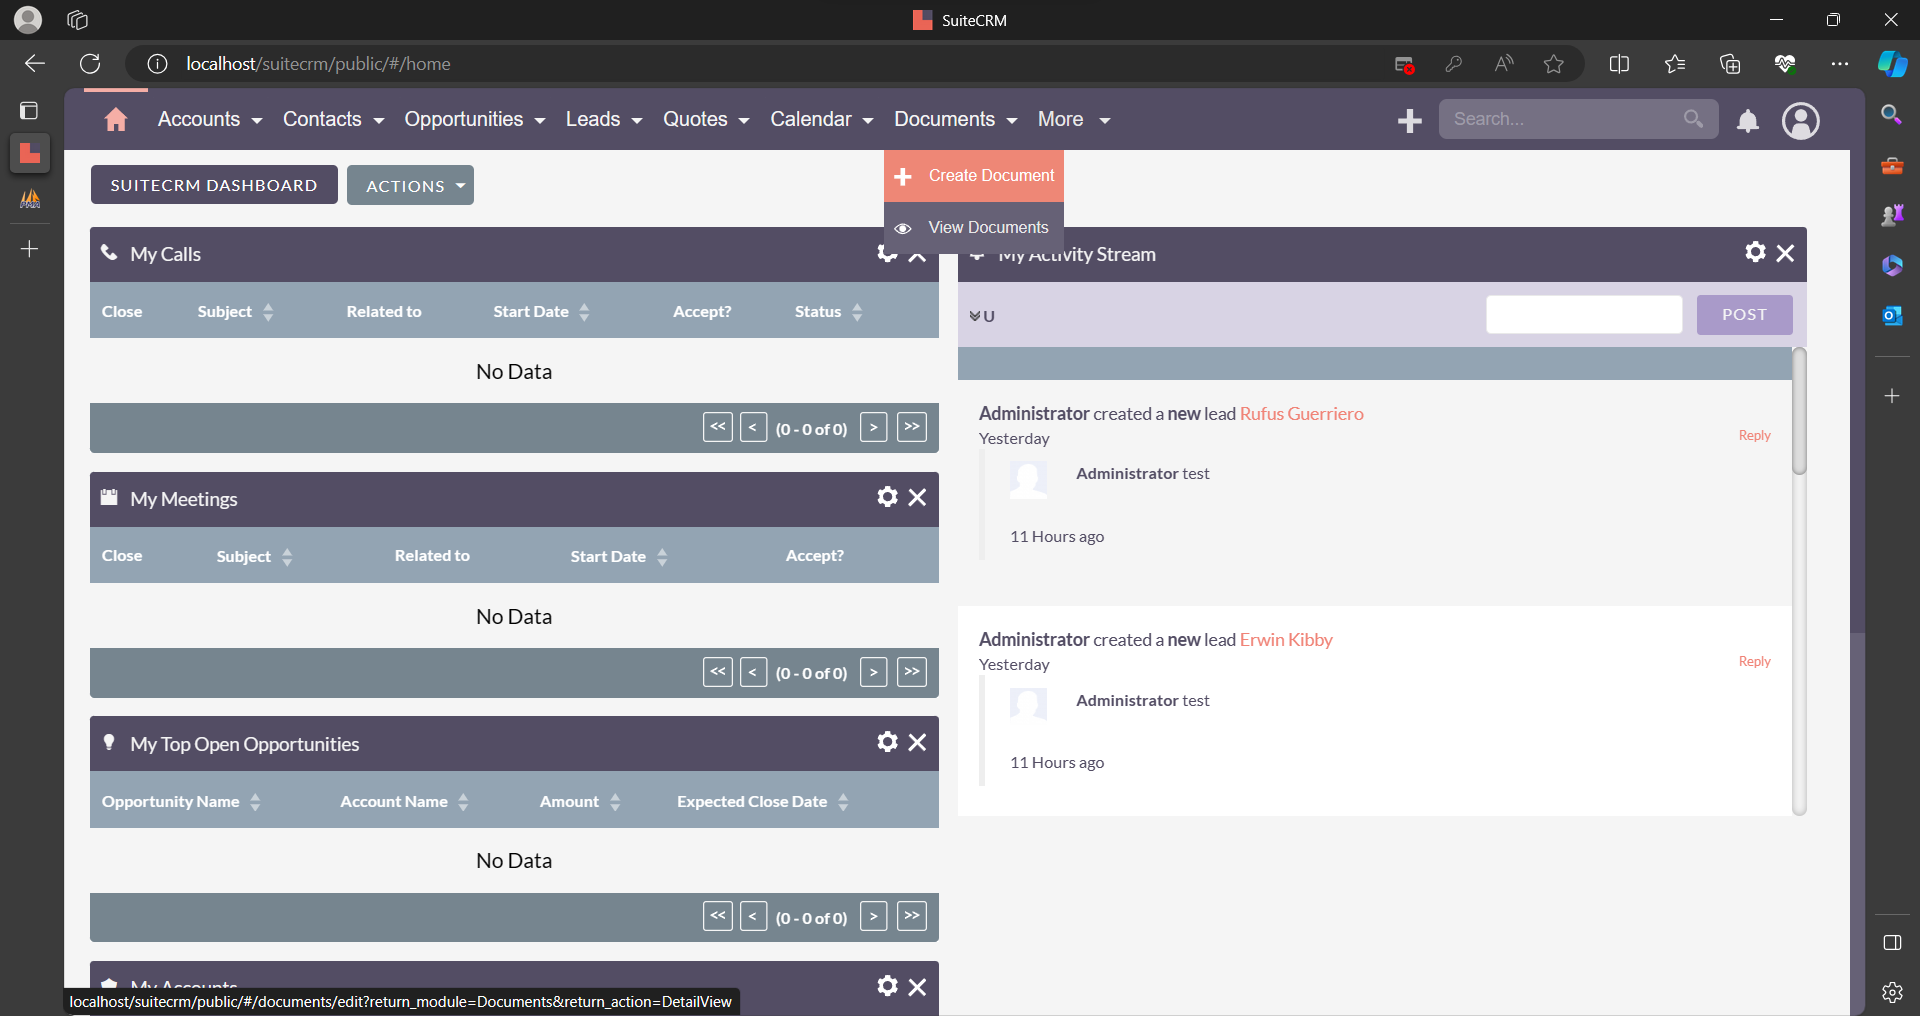 SuiteCRM
localhost/suitecrm/public/#/home
Accounts Contacts Opportunities Leads Quotes Calendar Documents More Search...
Create Document
View Documents
SUITECRM DASHBOARD ACTIONS
My Calls
Close Subject Related to Start Date Accept? Status
No Data
<< < (0 - 0 of 0) > >>
My Meetings
Close Subject Related to Start Date Accept?
No Data
<< < (0 - 0 of 0) > >>
My Top Open Opportunities
Opportunity Name Account Name Amount Expected Close Date
No Data
<< < (0 - 0 of 0) > >>
My Accounts
My Activity Stream
U POST
Administrator created a new lead Rufus Guerriero
Yesterday
Reply
Administrator test
11 Hours ago
Administrator created a new lead Erwin Kibby
Yesterday
Reply
Administrator test
11 Hours ago
localhost/suitecrm/public/#/documents/edit?return_module=Documents&return_action=DetailView
PMA